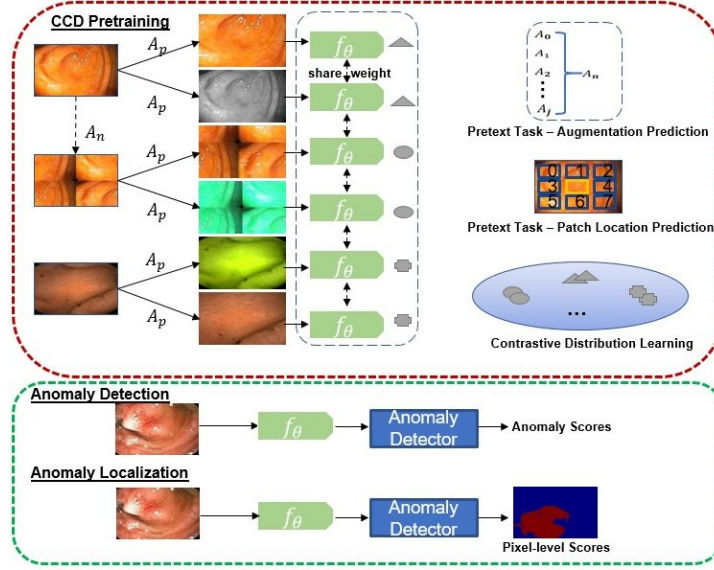 CCD Pretraining
A_p
A_p
A_n
A_p
A_p
A_p
A_p
f_θ
share weight
f_θ
f_θ
f_θ
f_θ
f_θ
A_0
A_1
A_2
A_j
A_n
Pretext Task – Augmentation Prediction
0 1 2
3 4
5 6 7
Pretext Task – Patch Location Prediction
...
Contrastive Distribution Learning
Anomaly Detection
f_θ
Anomaly
Detector
Anomaly Scores
Anomaly Localization
f_θ
Anomaly
Detector
Pixel-level Scores